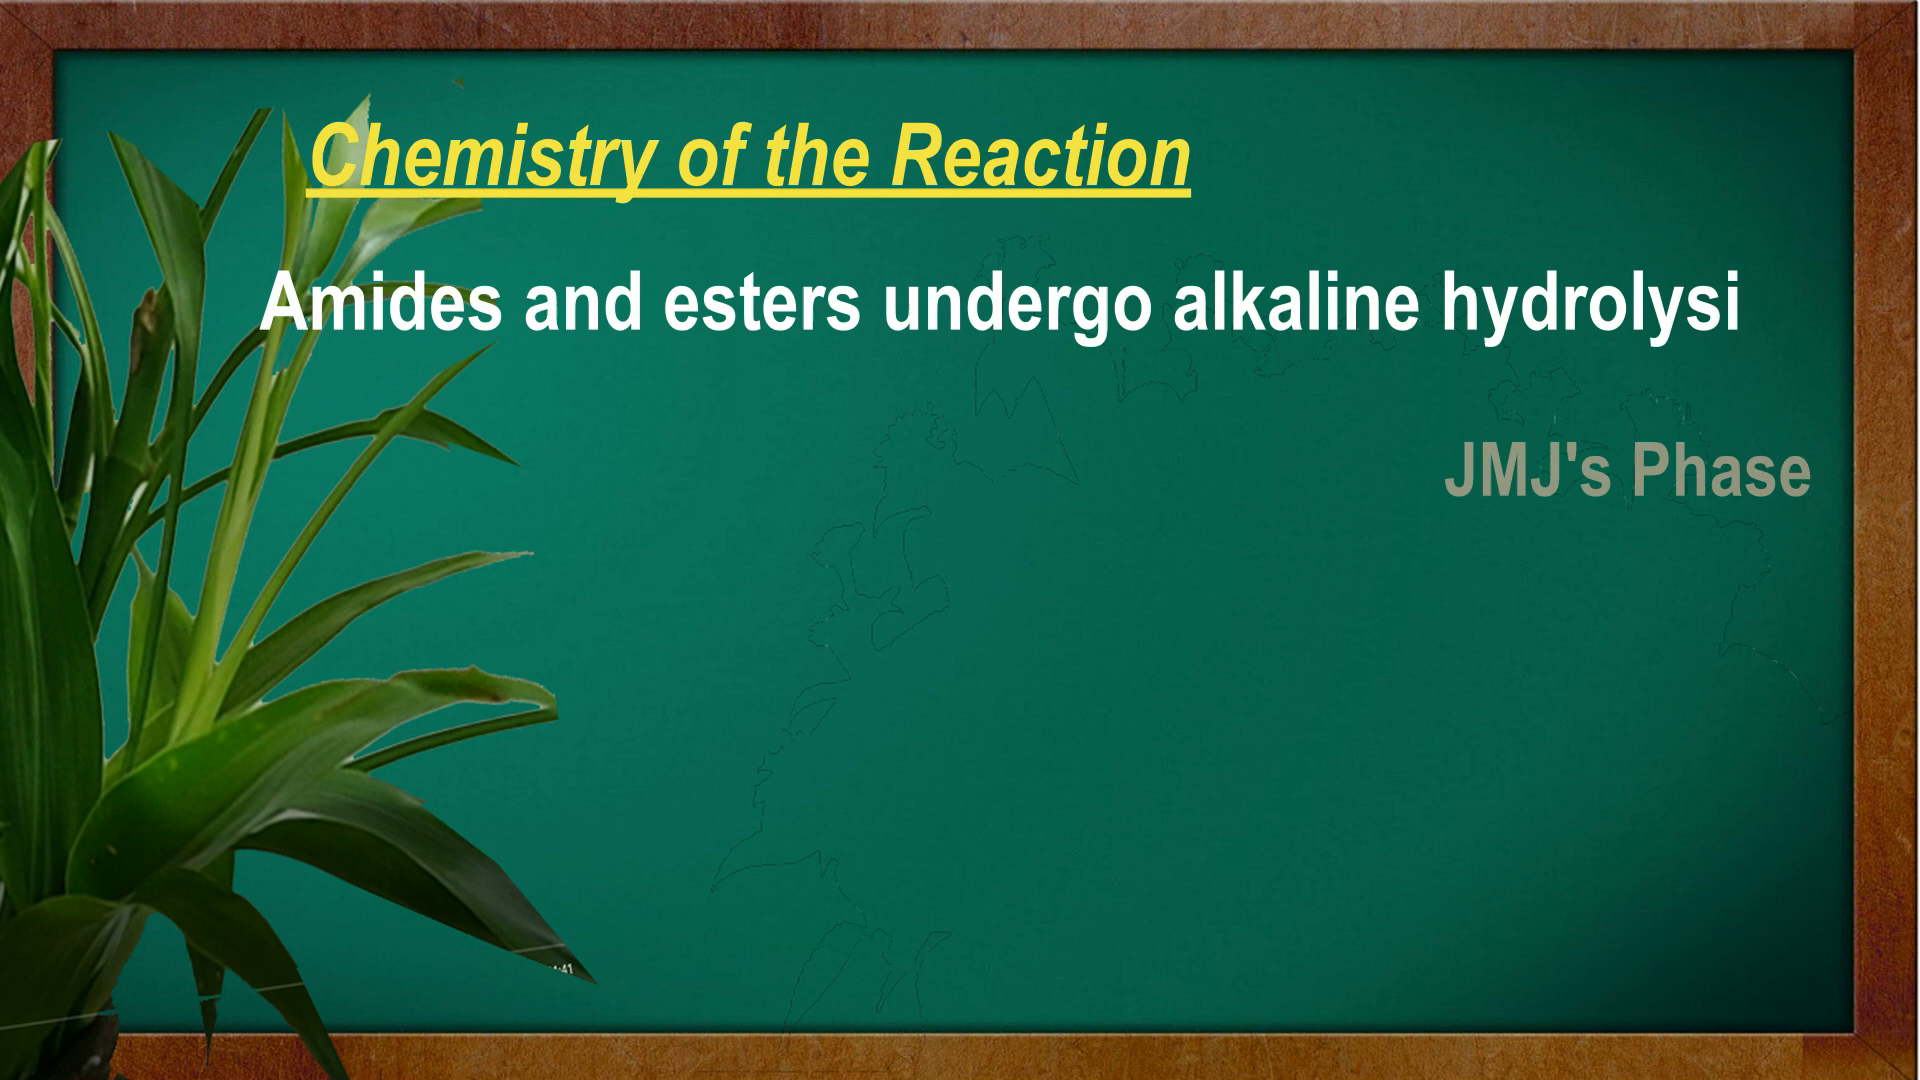 Chemistry of the Reaction
Amides and esters undergo alkaline hydrolysi
JMJ's Phase